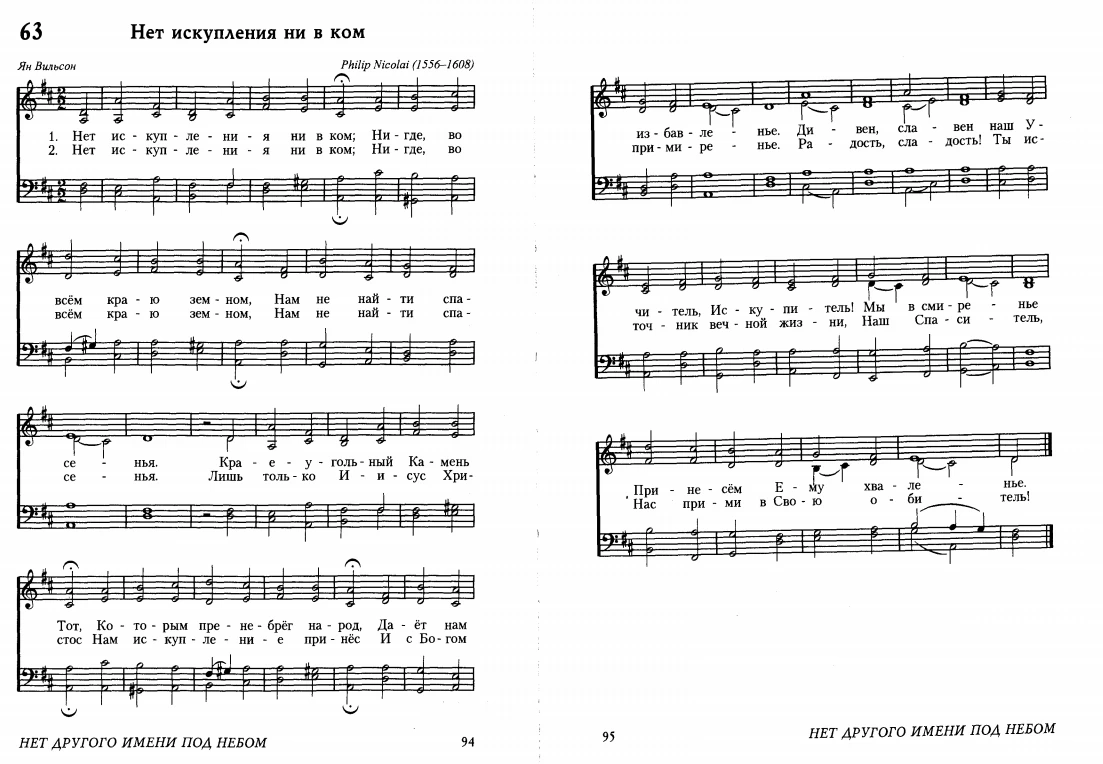 63
Нет искупления ни в ком
Ян Вильсон
Philip Nicolai (1556–1608)
1. Нет ис - куп - ле - ни - я ни в ком; Ни - где, во
2. Нет ис - куп - ле - ни - я ни в ком; Ни - где, во
всём кра - ю зем - ном, Нам не най - ти спа-
всём кра - ю зем - ном, Нам не най - ти спа-
се - нья. Кра - е - у - голь - ный Ка - мень
се - нья. Лишь толь - ко И - и - сус Хри-
Тот, Ко - то - рым пре - не - брёг на - род, Да - ёт нам
стос Нам ис - куп - ле - ни - е при - нёс И с Бо - гом
НЕТ ДРУГОГО ИМЕНИ ПОД НЕБОМ
94
из - бав - ле - нье. Ди - вен, сла - вен наш У-
при - ми - ре - нье. Ра - дость, сла - дость! Ты ис-
чи - тель, Ис - ку - пи - тель! Мы в сми - ре - нье
точ - ник веч - ной жиз - ни, Наш Спа - си - тель,
При - не - сём Е - му хва - ле - нье.
Нас при - ми в Сво - ю о - би - тель!
95
НЕТ ДРУГОГО ИМЕНИ ПОД НЕБОМ